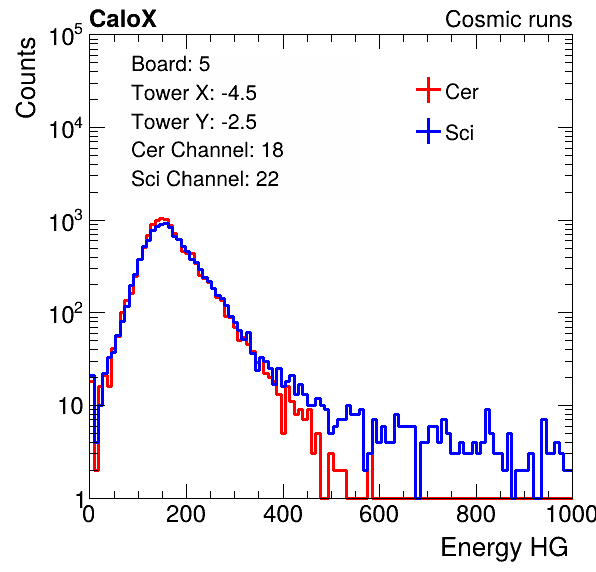 CaloX Cosmic runs
Counts
10^5
10^4
10^3
10^2
10
1
Board: 5
Tower X: -4.5
Tower Y: -2.5
Cer Channel: 18
Sci Channel: 22
Cer
Sci
0 200 400 600 800 1000
Energy HG